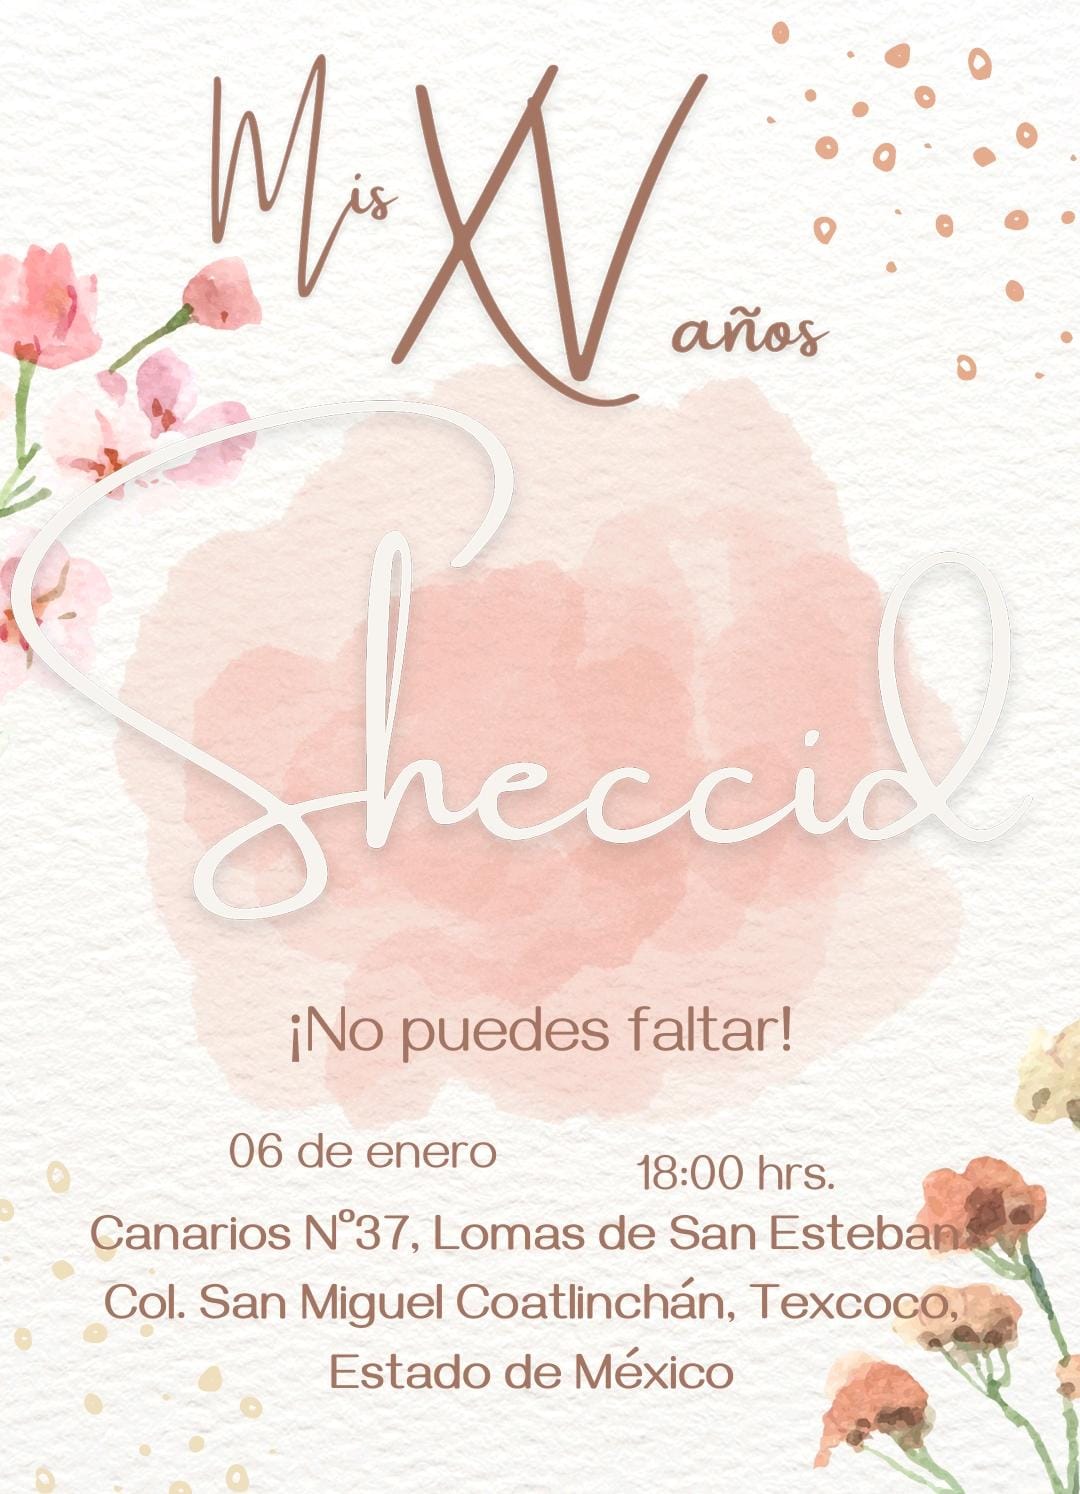 Mis XV años
Sheccid
¡No puedes faltar!
06 de enero
18:00 hrs.
Canarios N°37, Lomas de San Esteban,
Col. San Miguel Coatlinchán, Texcoco,
Estado de México